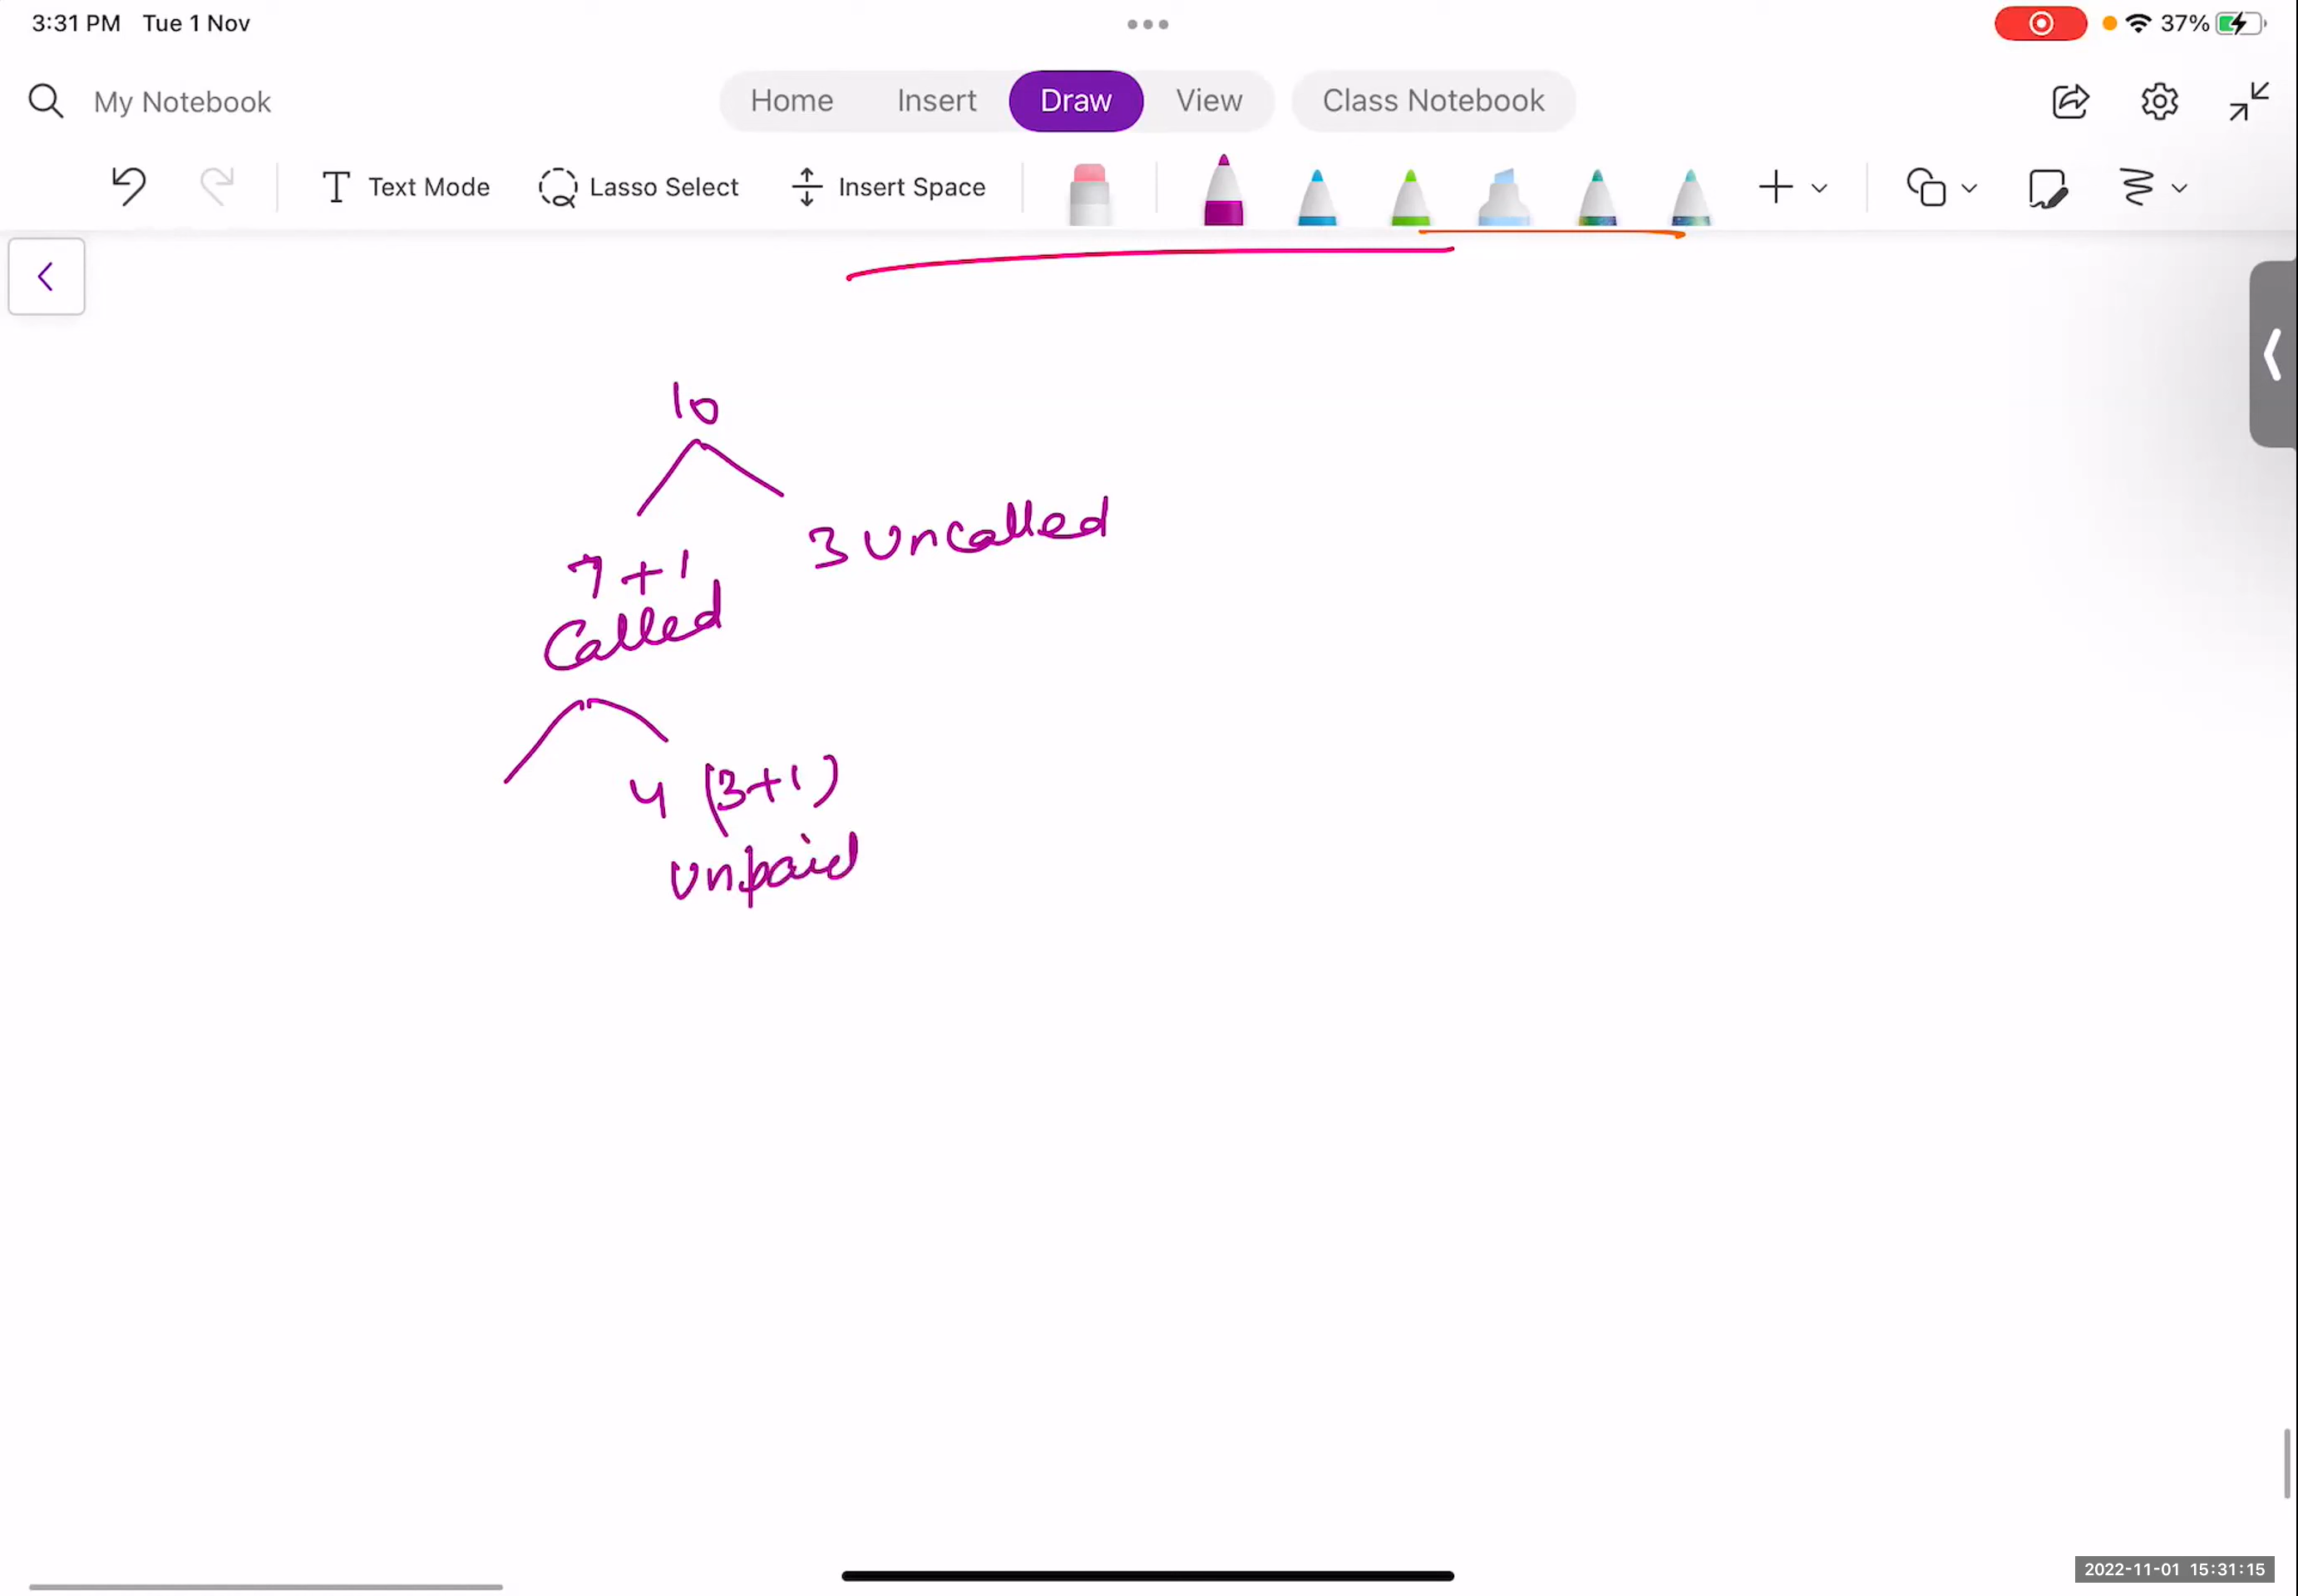 3:31 PM Tue 1 Nov
37%
My Notebook
Home Insert Draw View Class Notebook
Text Mode Lasso Select Insert Space
10
7+1
Called
3 Uncalled
4 (3+1)
Unpaid
2022-11-01 15:31:15